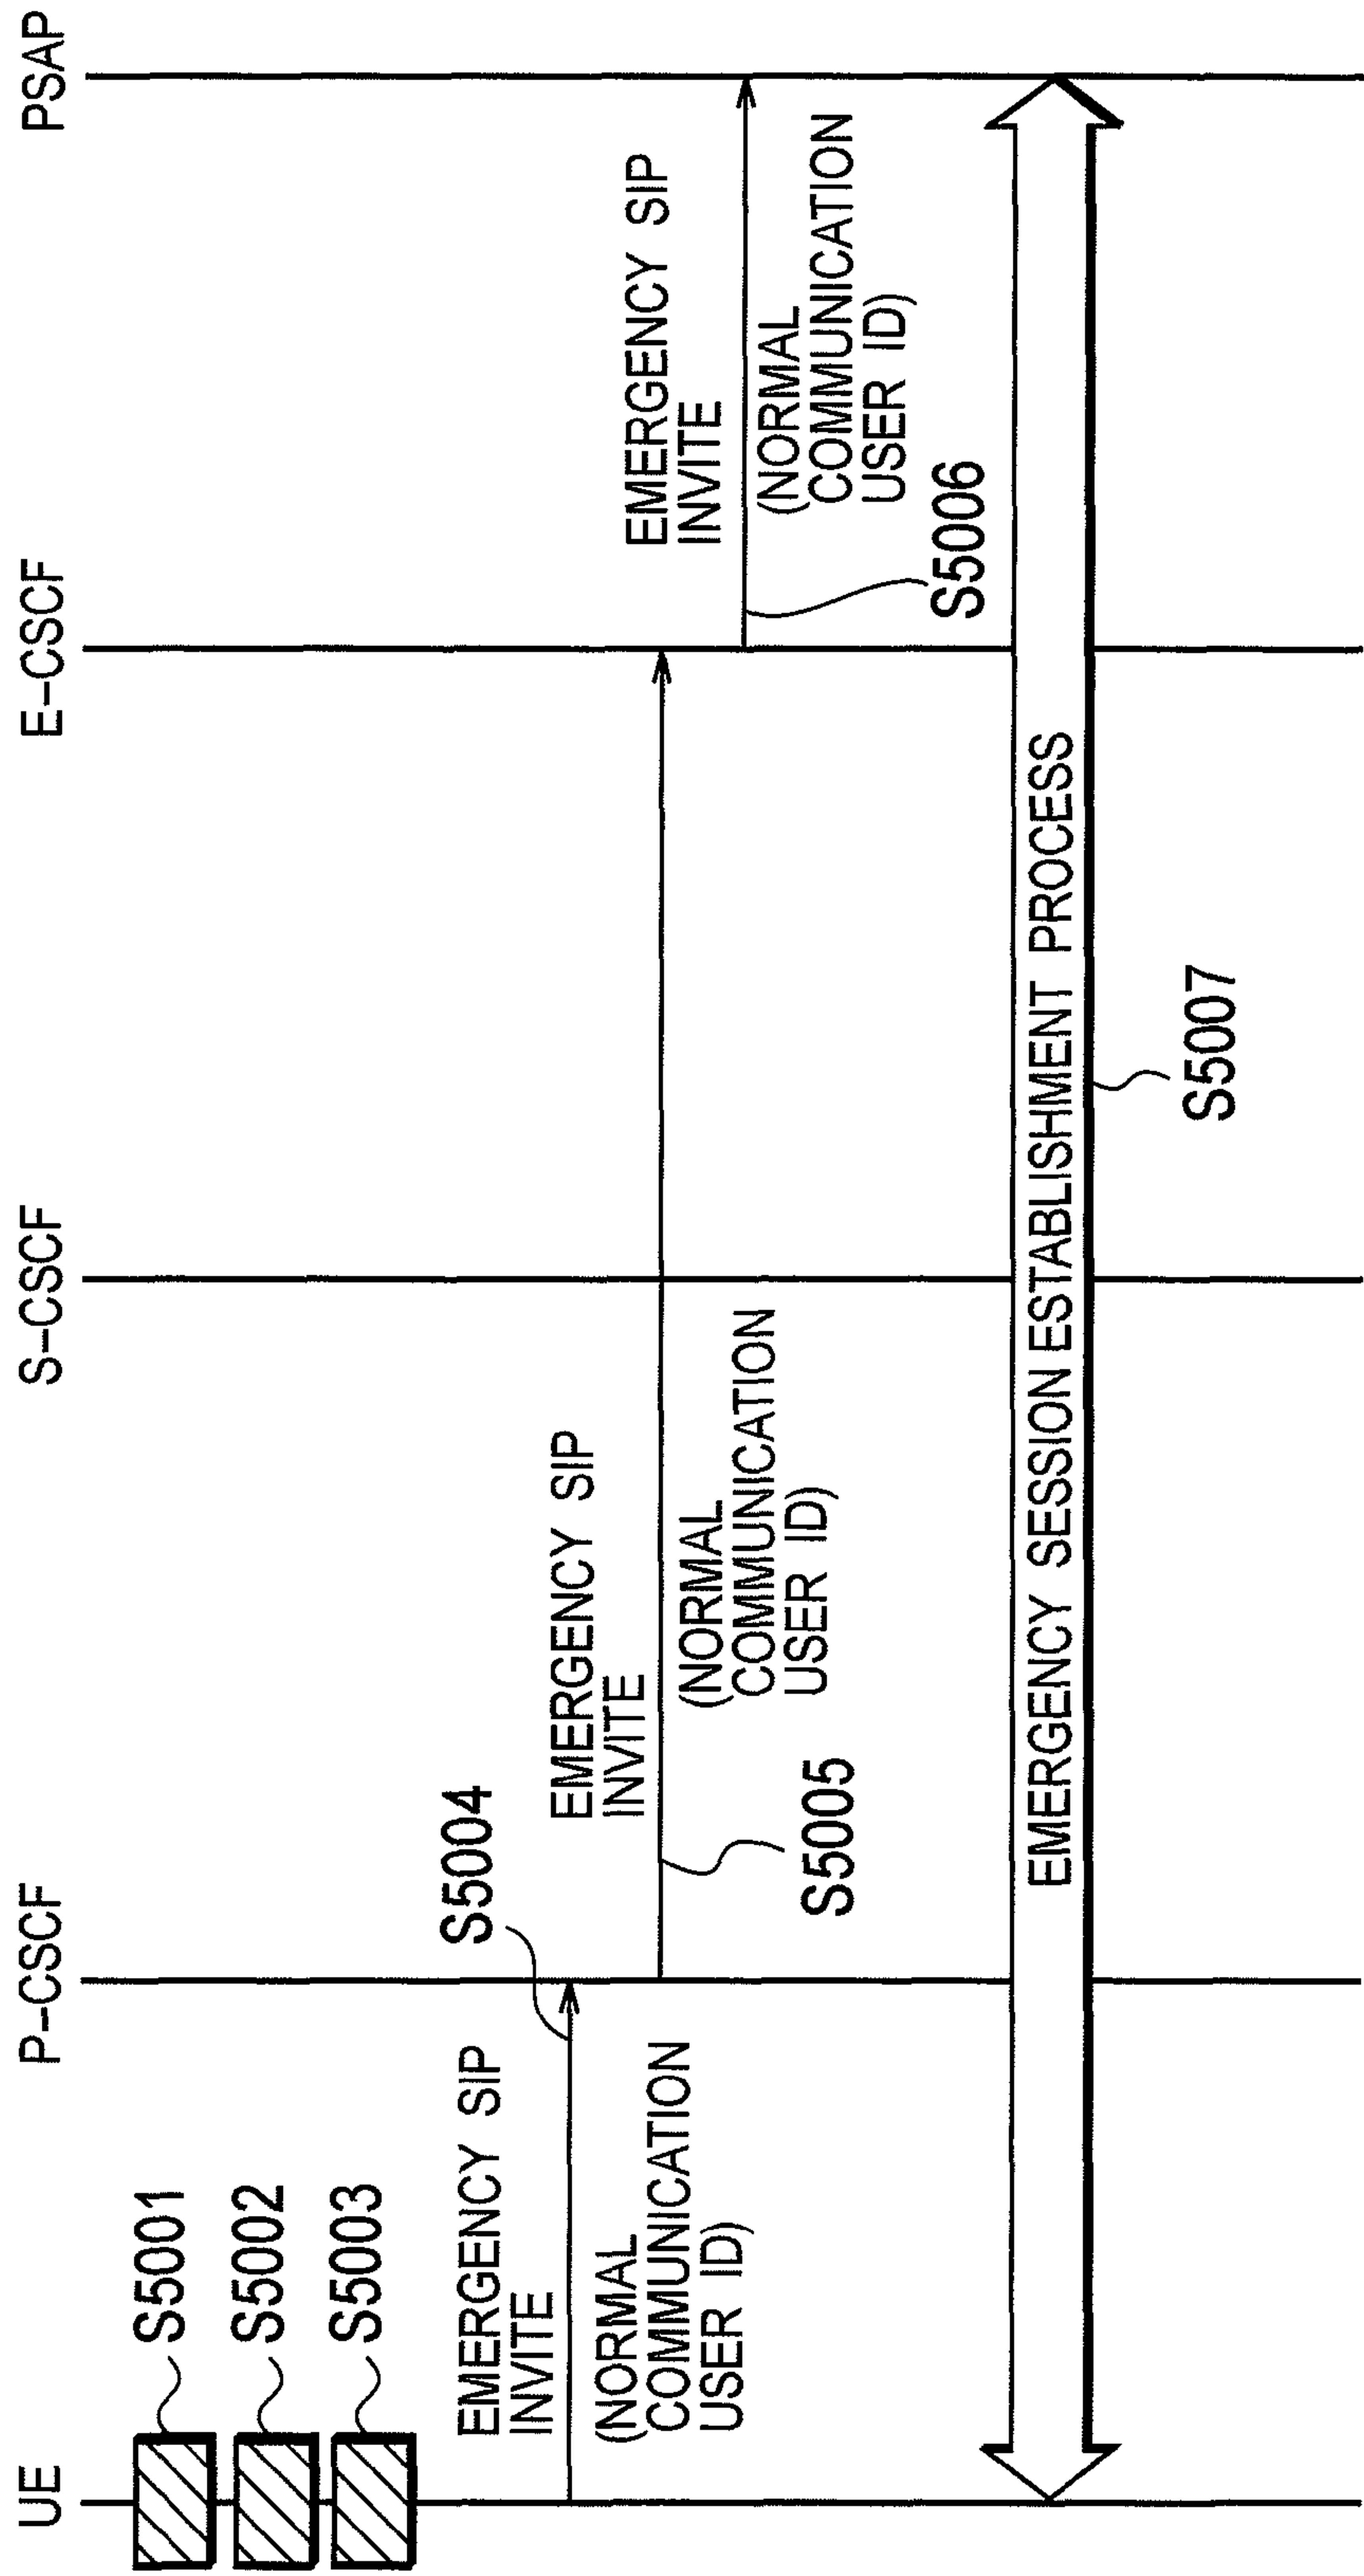 UE
P-CSCF
S-CSCF
E-CSCF
PSAP
S5001
S5002
S5003
EMERGENCY SIP
INVITE
S5004
(NORMAL
COMMUNICATION
USER ID)
EMERGENCY SIP
INVITE
(NORMAL
COMMUNICATION
USER ID)
S5005
EMERGENCY SIP
INVITE
(NORMAL
COMMUNICATION
USER ID)
S5006
EMERGENCY SESSION ESTABLISHMENT PROCESS
S5007